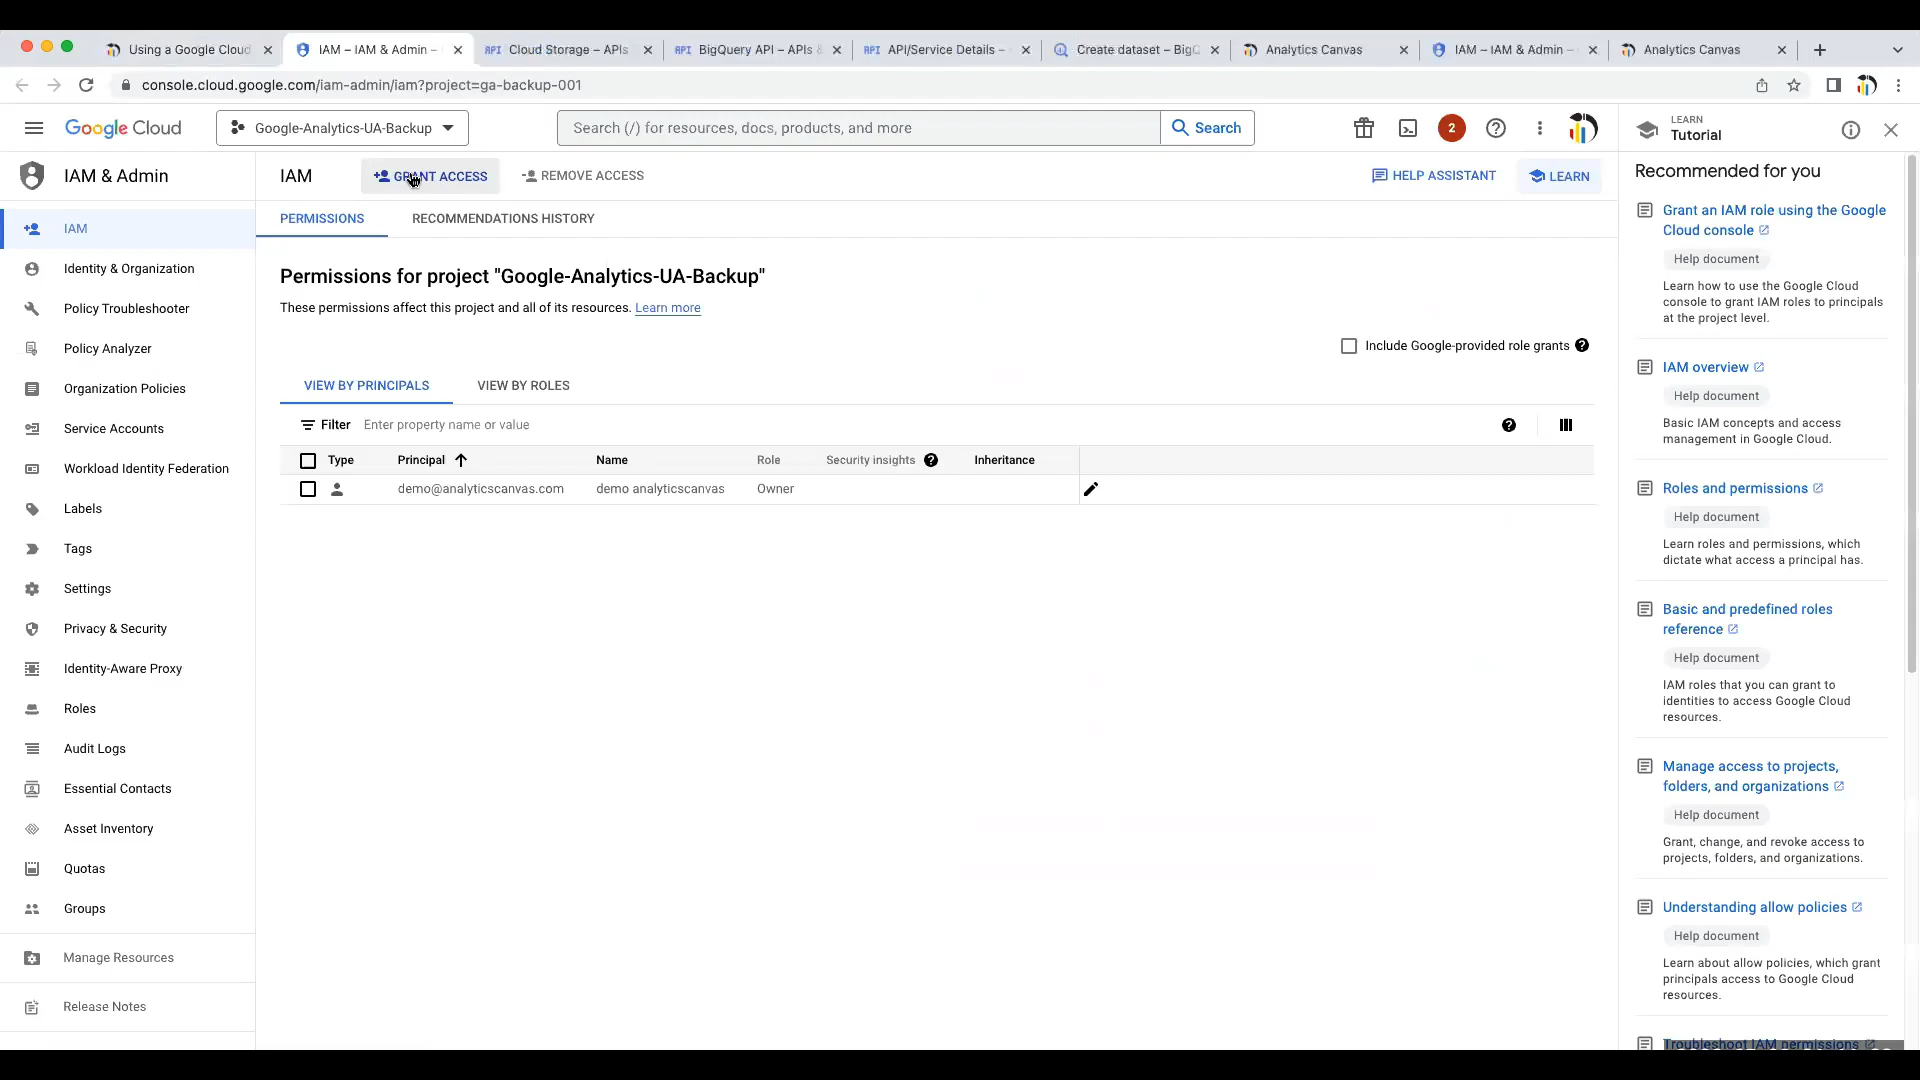 Using a Google Cloud
IAM – IAM & Admin –
API Cloud Storage – APIs
API BigQuery API – APIs &
API API/Service Details –
Create dataset – BigQ
Analytics Canvas
IAM – IAM & Admin –
Analytics Canvas
console.cloud.google.com/iam-admin/iam?project=ga-backup-001
Google Cloud
Google-Analytics-UA-Backup
Search (/) for resources, docs, products, and more
Search
2
LEARN
Tutorial
IAM & Admin
IAM
GRANT ACCESS
REMOVE ACCESS
HELP ASSISTANT
LEARN
IAM
Identity & Organization
Policy Troubleshooter
Policy Analyzer
Organization Policies
Service Accounts
Workload Identity Federation
Labels
Tags
Settings
Privacy & Security
Identity-Aware Proxy
Roles
Audit Logs
Essential Contacts
Asset Inventory
Quotas
Groups
Manage Resources
Release Notes
PERMISSIONS
RECOMMENDATIONS HISTORY
Permissions for project "Google-Analytics-UA-Backup"
These permissions affect this project and all of its resources. Learn more
Include Google-provided role grants
VIEW BY PRINCIPALS
VIEW BY ROLES
Filter Enter property name or value
Type Principal Name Role Security insights Inheritance
demo@analyticscanvas.com demo analyticscanvas Owner
Recommended for you
Grant an IAM role using the Google
Cloud console
Help document
Learn how to use the Google Cloud
console to grant IAM roles to principals
at the project level.
IAM overview
Help document
Basic IAM concepts and access
management in Google Cloud.
Roles and permissions
Help document
Learn roles and permissions, which
dictate what access a principal has.
Basic and predefined roles
reference
Help document
IAM roles that you can grant to
identities to access Google Cloud
resources.
Manage access to projects,
folders, and organizations
Help document
Grant, change, and revoke access to
projects, folders, and organizations.
Understanding allow policies
Help document
Learn about allow policies, which grant
principals access to Google Cloud
resources.
Troubleshoot IAM permissions